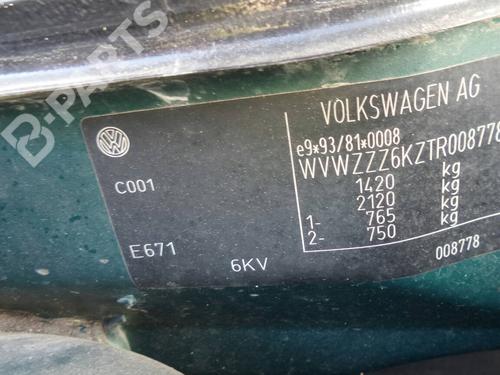 VOLKSWAGEN AG
e9*93/81*0008
WVWZZZ6KZTR008778
1420 kg
2120 kg
1- 765 kg
2- 750 kg
C001
E671
6KV
008778
B-PARTS